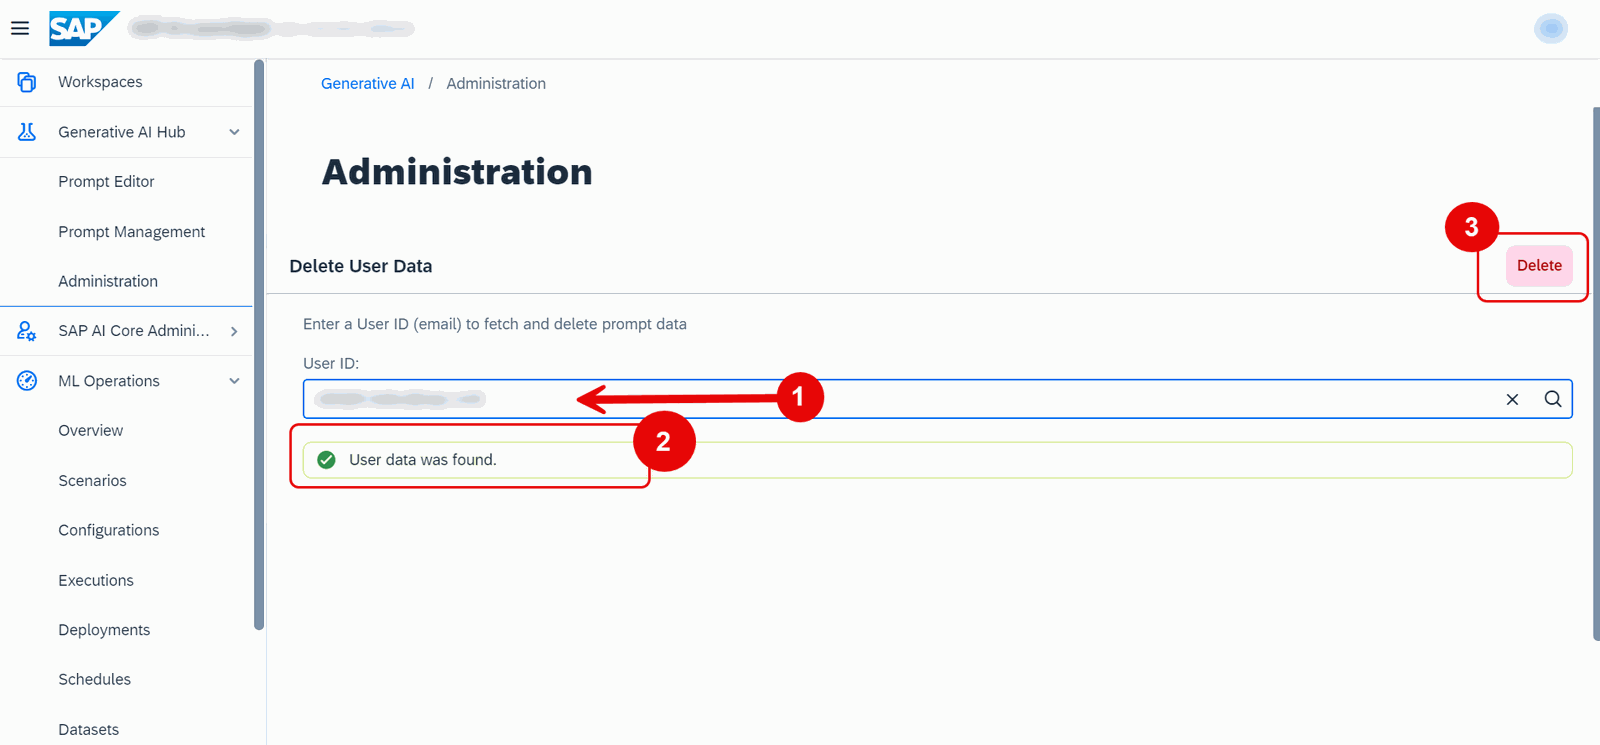 SAP
Workspaces
Generative AI Hub
Prompt Editor
Prompt Management
Administration
SAP AI Core Admini...
ML Operations
Overview
Scenarios
Configurations
Executions
Deployments
Schedules
Datasets
Generative AI / Administration
Administration
3
Delete User Data
Delete
Enter a User ID (email) to fetch and delete prompt data
User ID:
1
2
User data was found.